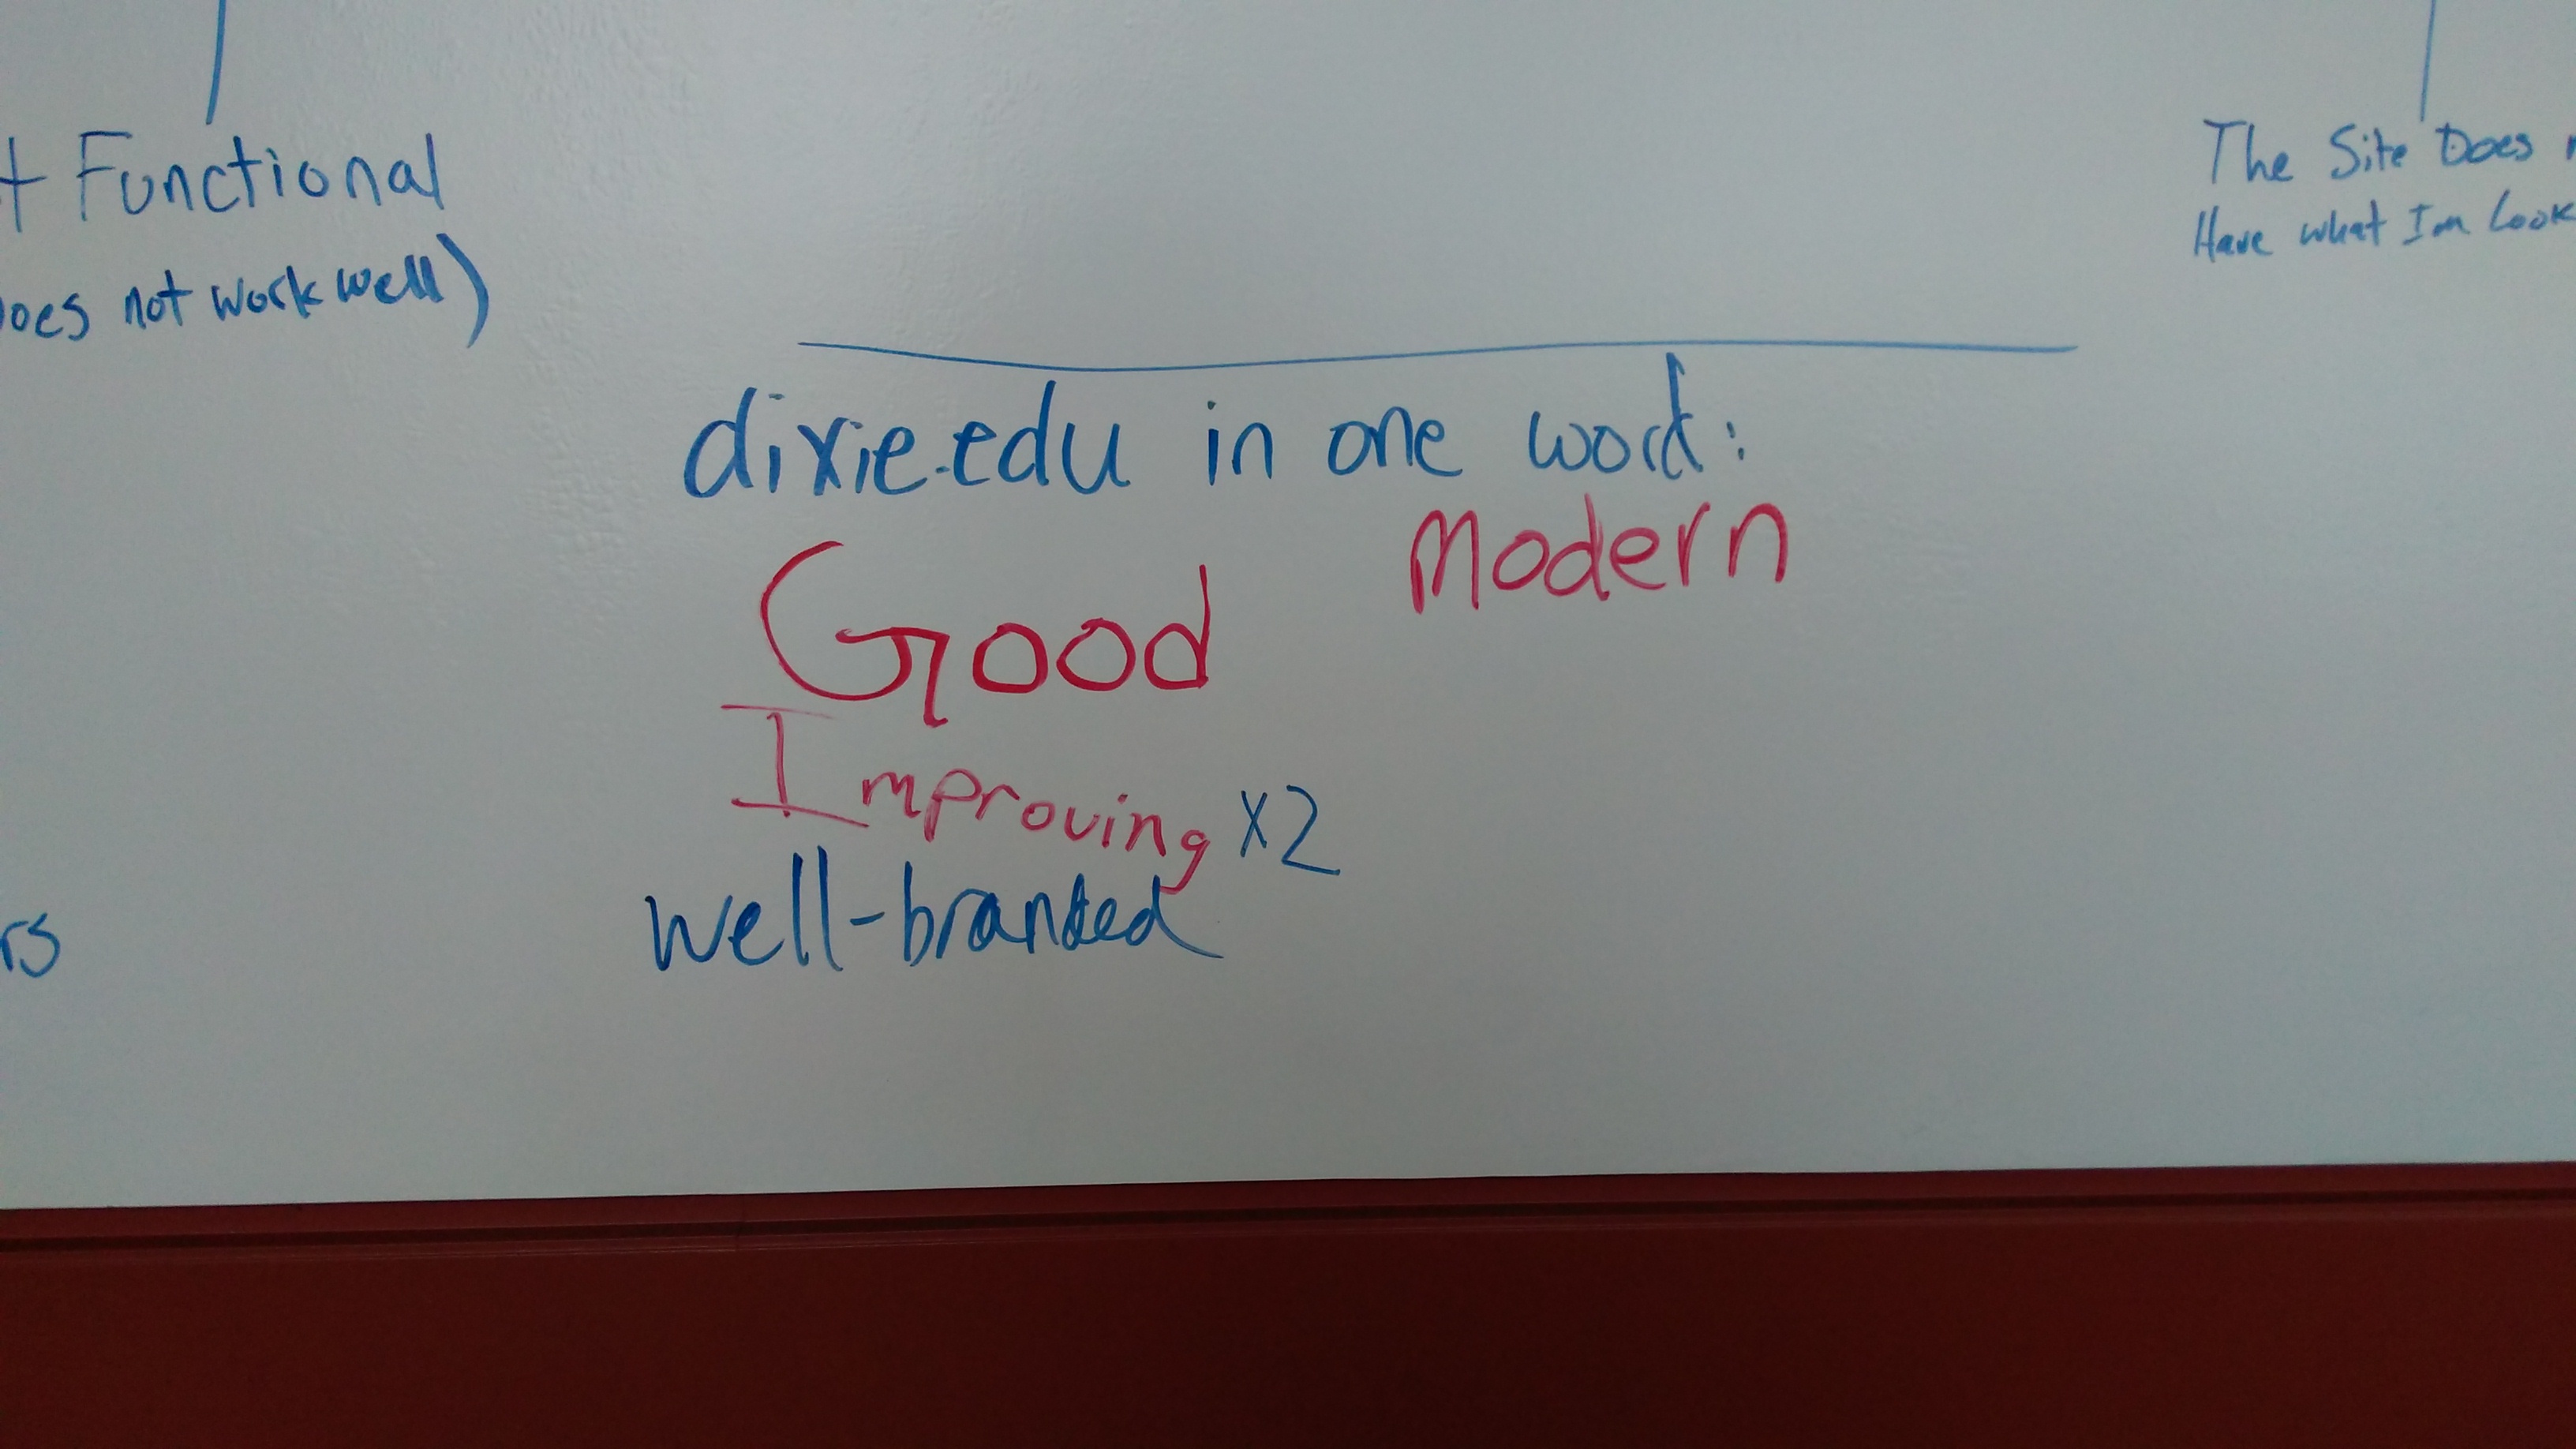 t Functional
oes not work well)
The Site Does
Have what Im Look
dixie.edu in one word:
Modern
Good
Improving x2
well-branded
rs